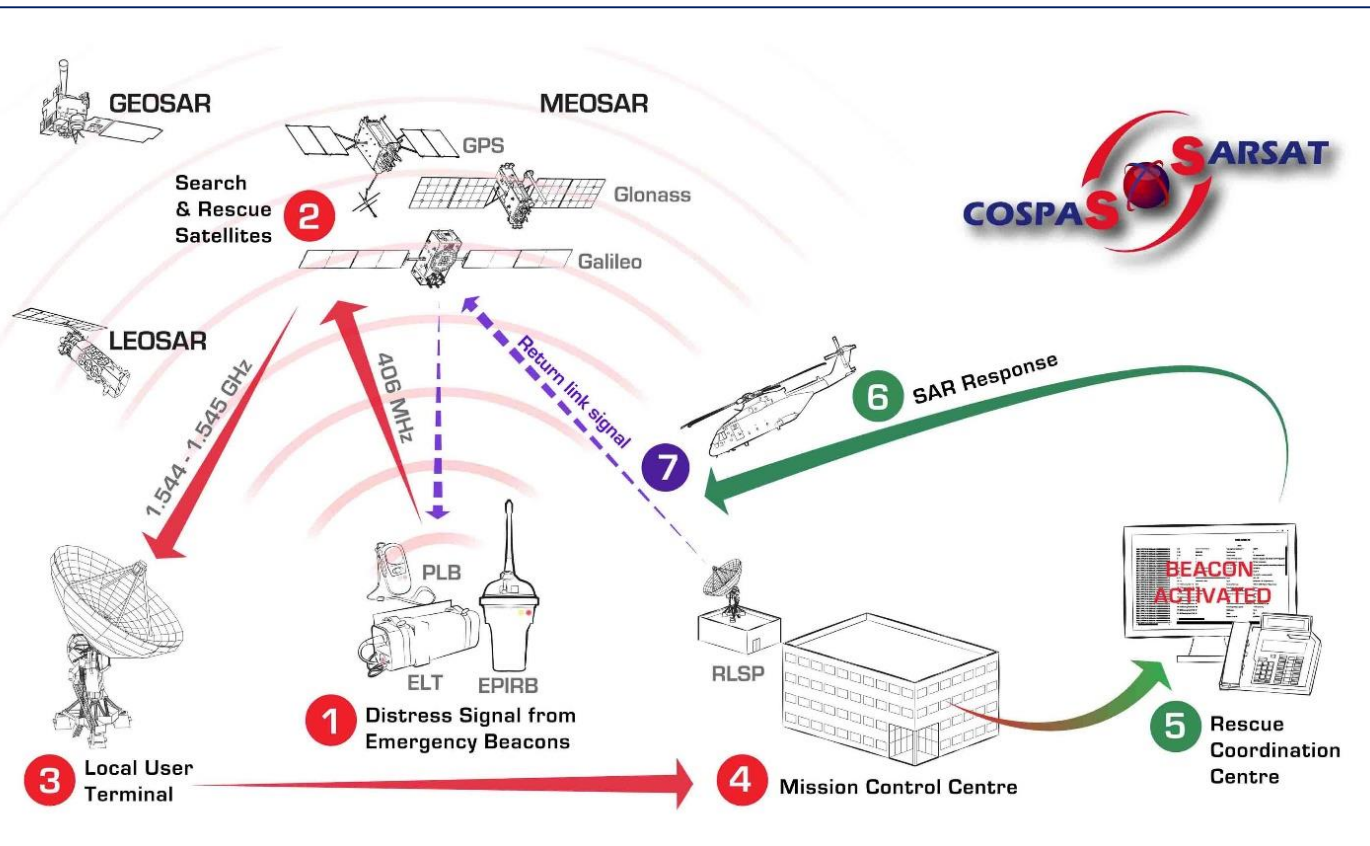 GEOSAR
MEOSAR
GPS
Search
& Rescue
Satellites
2
Glonass
Galileo
COSPAS
SARSAT
LEOSAR
1.544 - 1.545 GHz
406 MHz
Return link signal
7
6
SAR Response
PLB
ELT
EPIRB
1
Distress Signal from
Emergency Beacons
3
Local User
Terminal
RLSP
4
Mission Control Centre
BEACON
ACTIVATED
5
Rescue
Coordination
Centre